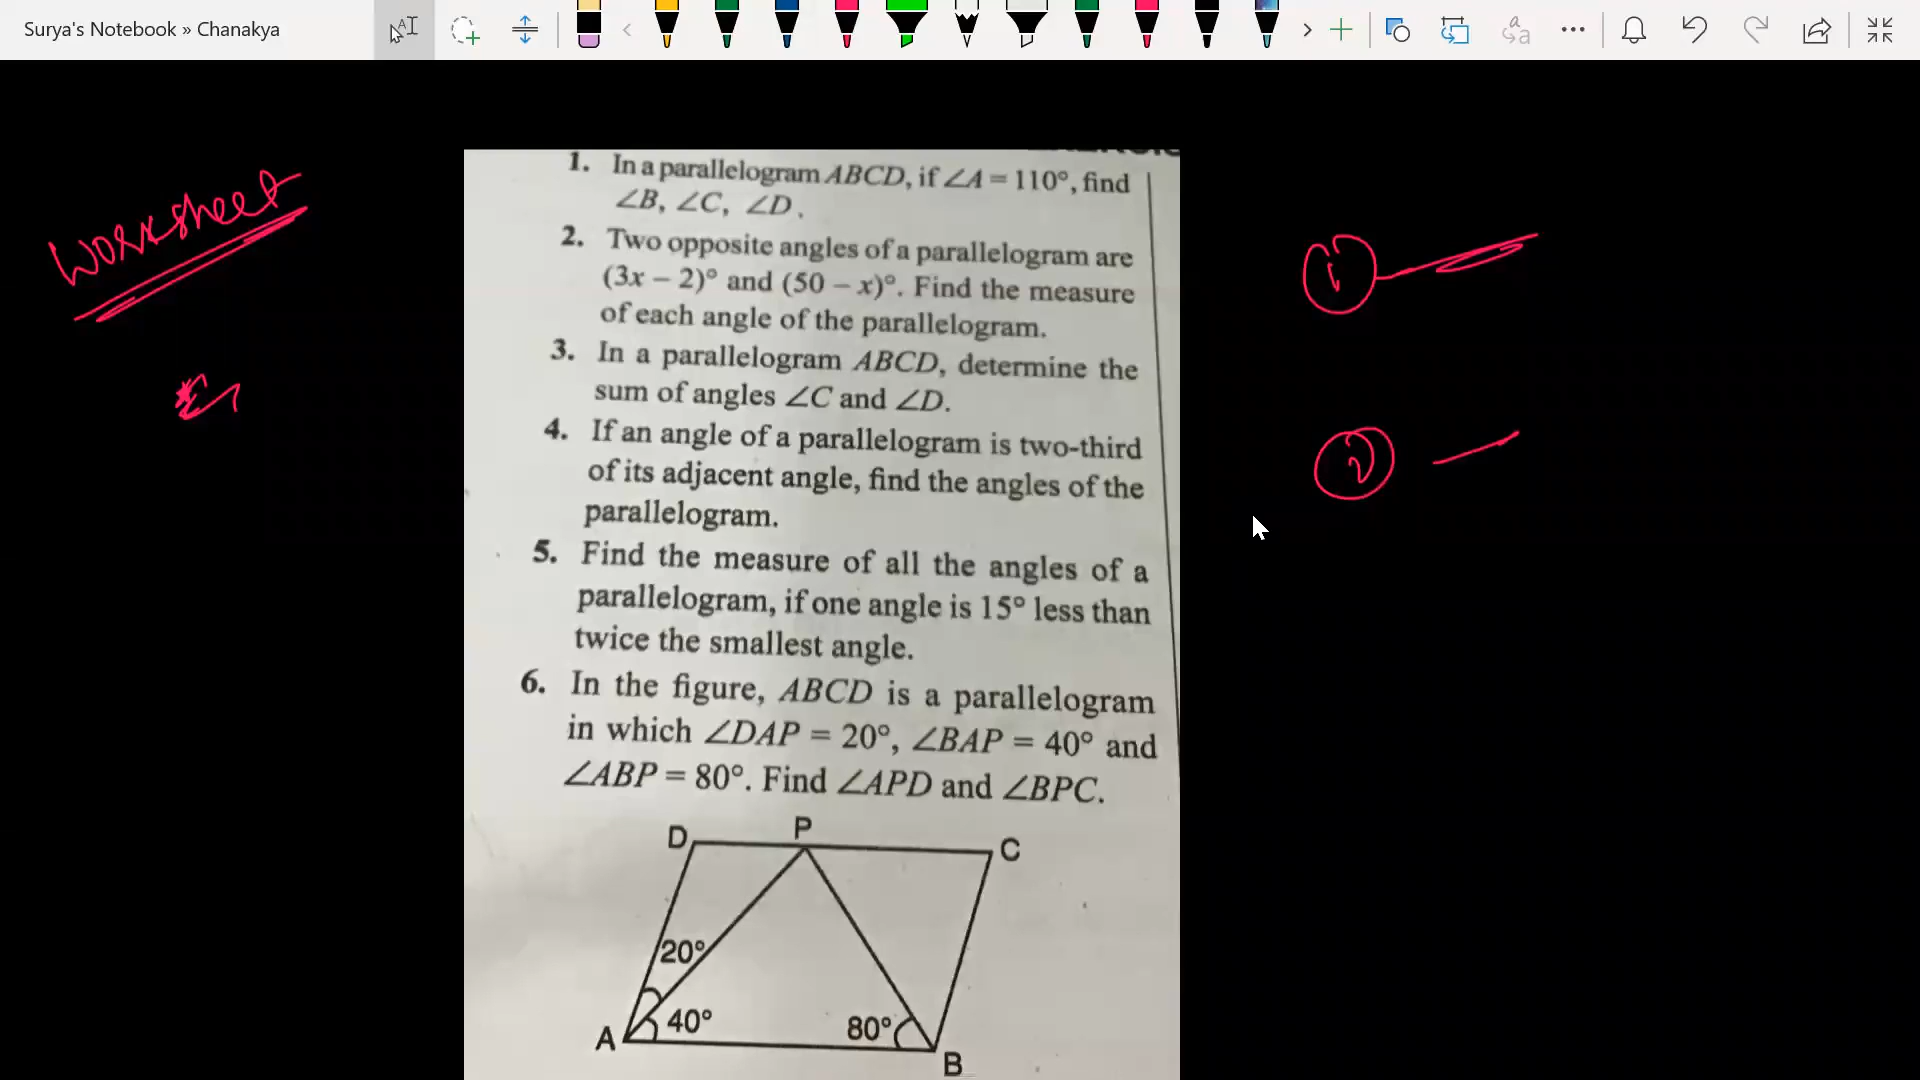 Surya's Notebook » Chanakya
Worksheet
1. In a parallelogram ABCD, if ∠A = 110°, find
∠B, ∠C, ∠D.
2. Two opposite angles of a parallelogram are
(3x – 2)° and (50 – x)°. Find the measure
of each angle of the parallelogram.
3. In a parallelogram ABCD, determine the
sum of angles ∠C and ∠D.
4. If an angle of a parallelogram is two-third
of its adjacent angle, find the angles of the
parallelogram.
5. Find the measure of all the angles of a
parallelogram, if one angle is 15° less than
twice the smallest angle.
6. In the figure, ABCD is a parallelogram
in which ∠DAP = 20°, ∠BAP = 40° and
∠ABP = 80°. Find ∠APD and ∠BPC.
D P C
20°
A 40° 80° B
1
2